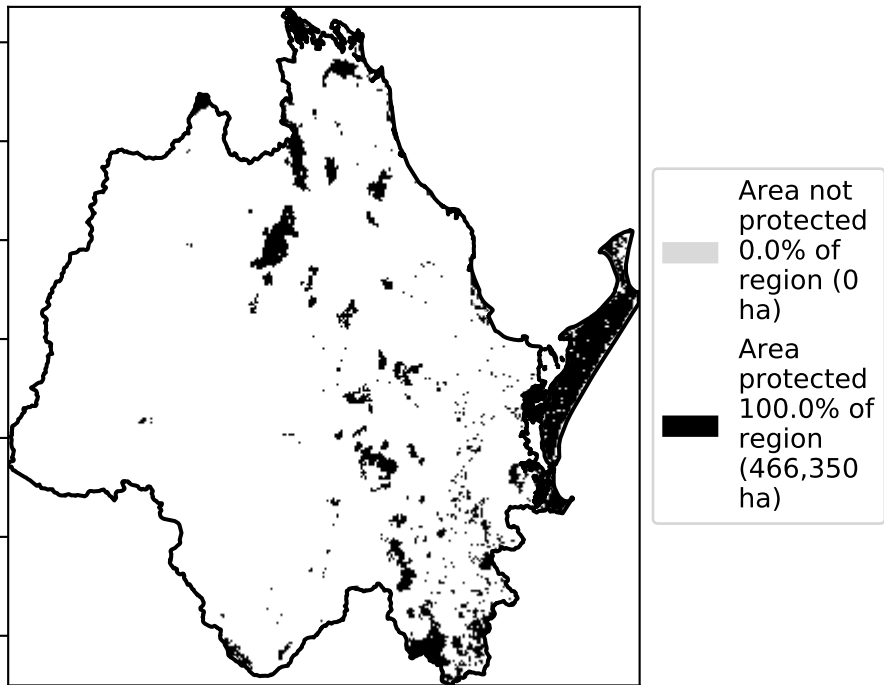 Area not
protected
0.0% of
region (0
ha)
Area
protected
100.0% of
region
(466,350
ha)